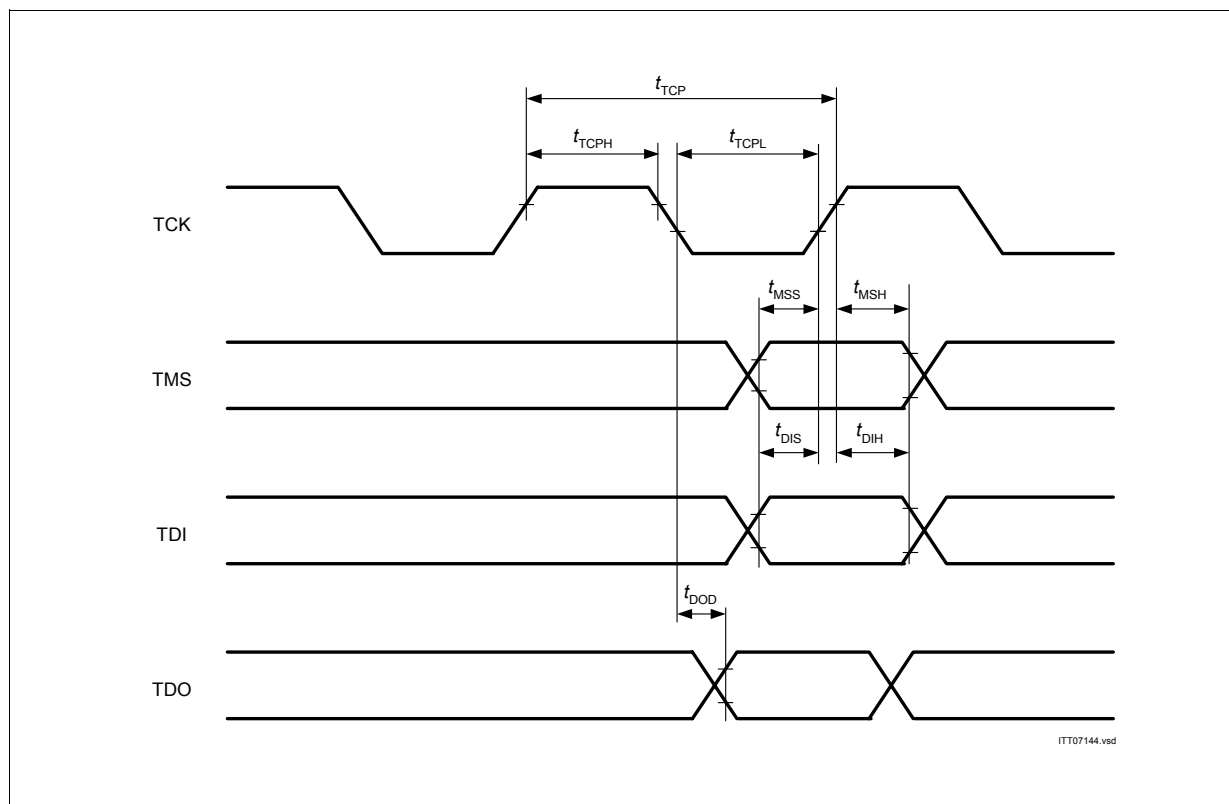 tTCP
tTCPH tTCPL
TCK
tMSS tMSH
TMS
tDIS tDIH
TDI
tDOD
TDO
ITT07144.vsd